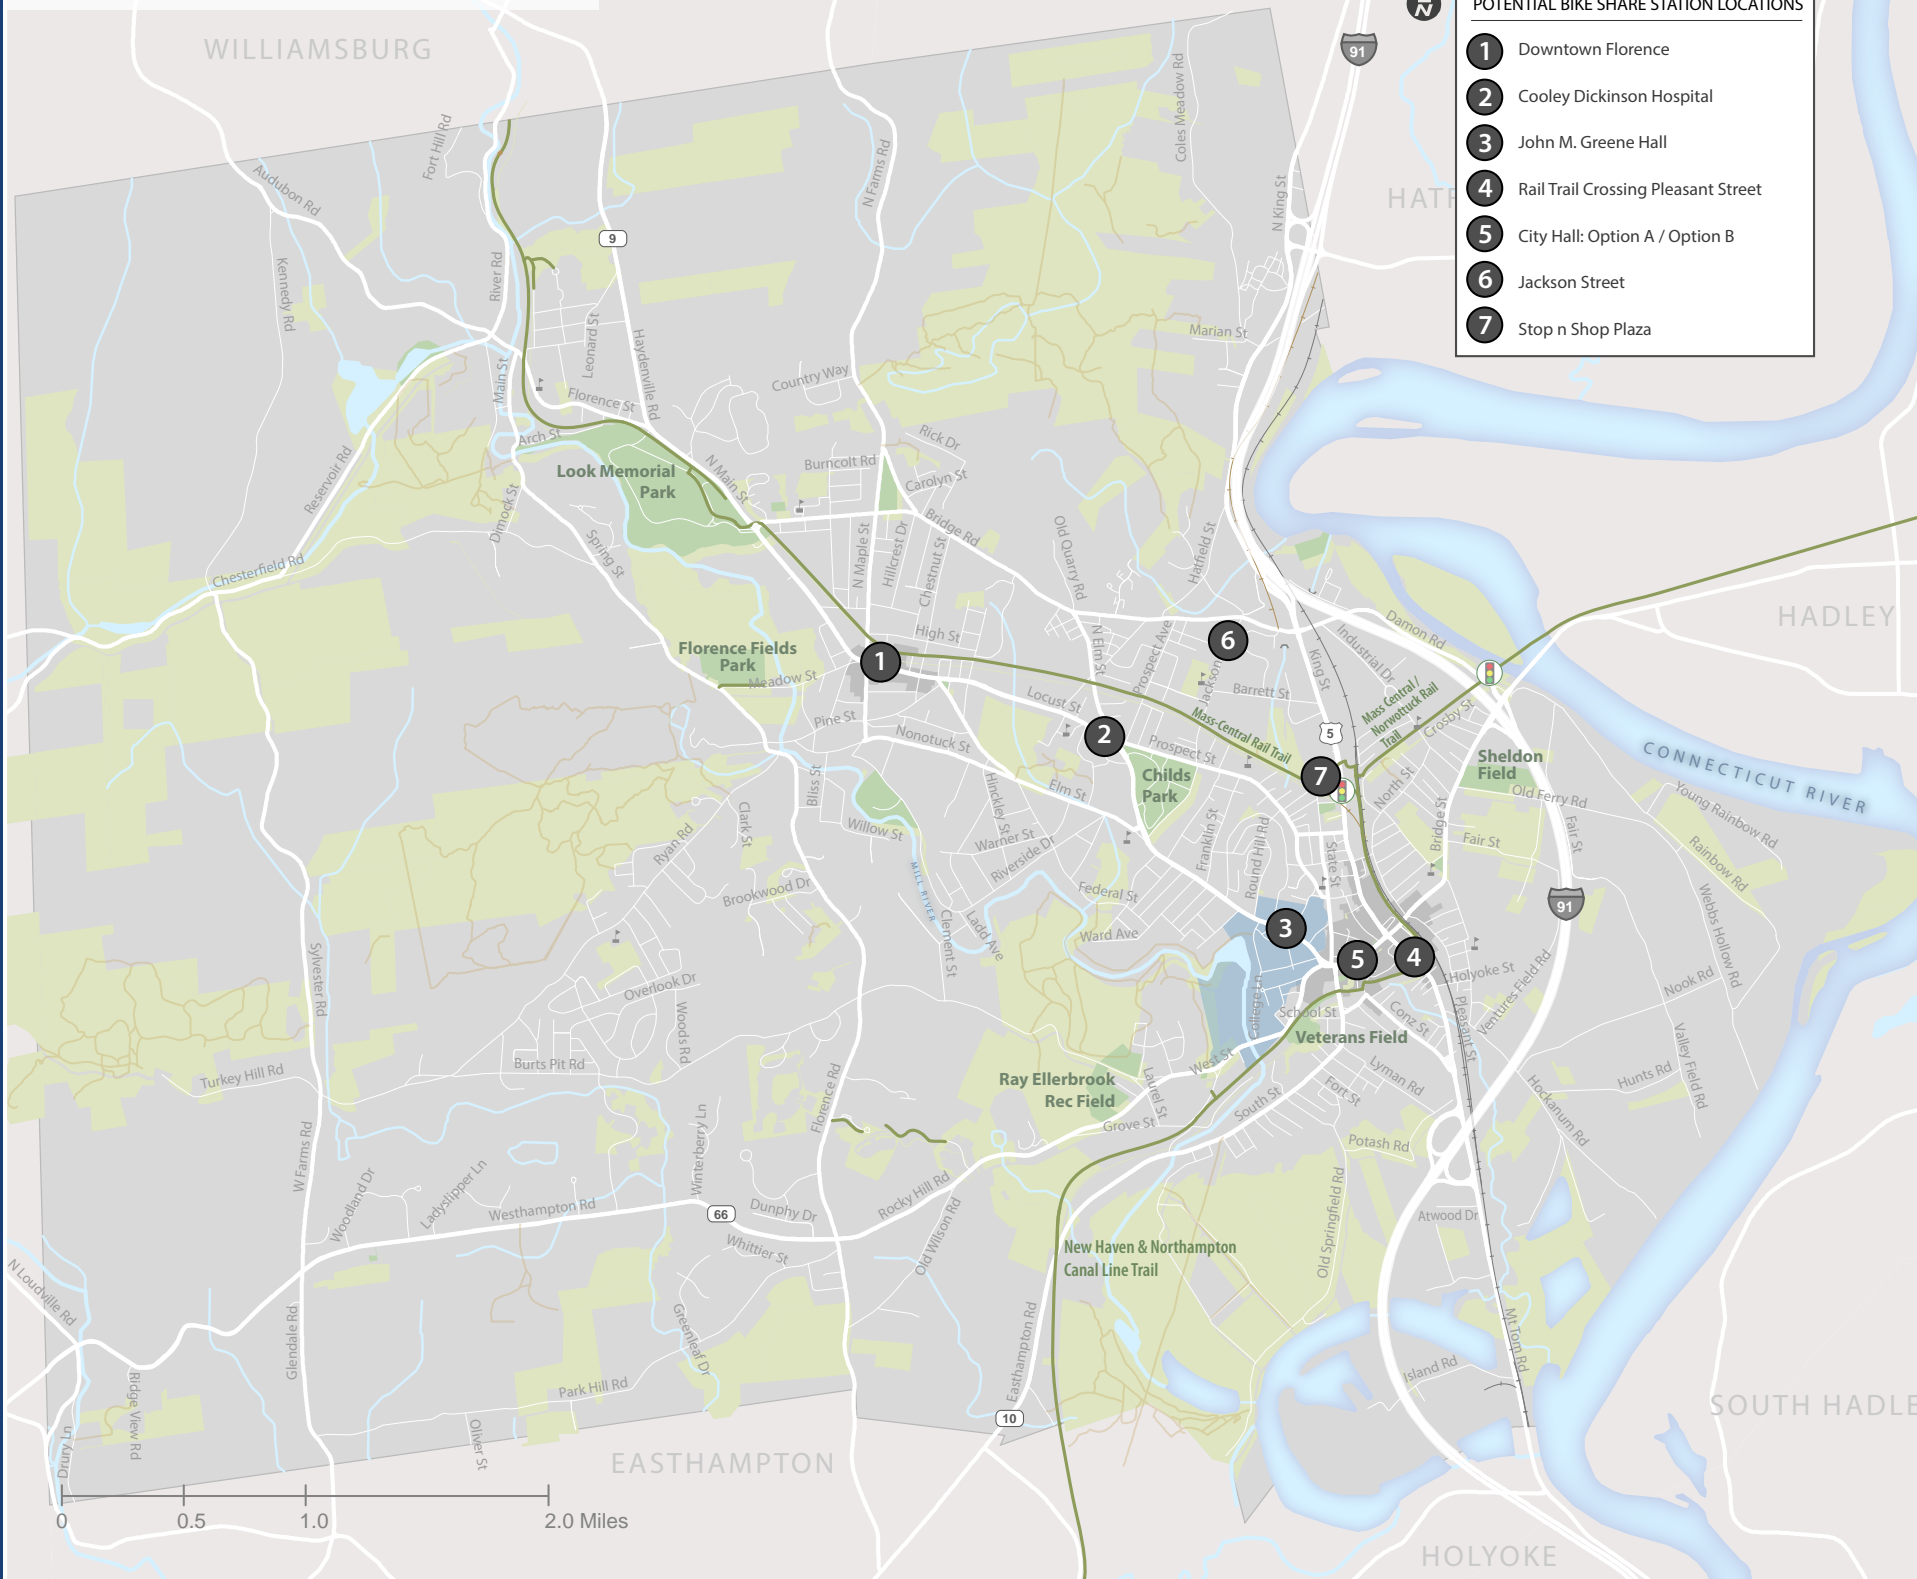 POTENTIAL BIKE SHARE STATION LOCATIONS
1 Downtown Florence
2 Cooley Dickinson Hospital
3 John M. Greene Hall
4 Rail Trail Crossing Pleasant Street
5 City Hall: Option A / Option B
6 Jackson Street
7 Stop n Shop Plaza
N
91
WILLIAMSBURG
HATF
Fort Hill Rd
Audubon Rd
Coles Meadow Rd
N Farms Rd
N King St
9
Kennedy Rd
River Rd
Leonard St
Haydenville Rd
Marian St
Main St
Florence St
Country Way
Arch St
Rick Dr
Look Memorial
Park
N Main St
Burncolt Rd
Carolyn St
Reservoir Rd
Dimock St
Spring St
Bridge Rd
Old Quarry Rd
Hatfield St
N Maple St
Hillcrest Dr
Chestnut St
Chesterfield Rd
HADLEY
Damon Rd
Industrial Dr
High St
N Elm St
Prospect Ave
6
King St
Florence Fields
Park
Meadow St
1
Jackson
Barrett St
Locust St
Mass Central /
Norwottuck Rail
Trail
Crosby St
Pine St
Nonotuck St
2
Mass-Central Rail Trail
5
Prospect St
Sheldon
Field
CONNECTICUT RIVER
Childs
Park
7
North St
Old Ferry Rd
Young Rainbow Rd
Bliss St
Hinckley St
Elm St
Clark St
Willow St
Warner St
Riverside Dr
Franklin St
Round Hill Rd
State St
Bridge St
Fair St
Fair St
Rainbow Rd
Ryan Rd
MILL RIVER
Brookwood Dr
Federal St
91
Webbs Hollow Rd
Ladd Ave
Clement St
Ward Ave
3
5
4
Sylvester Rd
Overlook Dr
Holyoke St
Ventures Field Rd
Nook Rd
Woods Rd
College Ln
School St
Conz St
Pleasant St
Veterans Field
Burts Pit Rd
Turkey Hill Rd
West St
Valley Field Rd
Hunts Rd
Ray Ellerbrook
Rec Field
Laurel St
Lyman Rd
Fort St
South St
Hockanum Rd
Florence Rd
Winterberry Ln
Grove St
Potash Rd
W Farms Rd
Woodland Dr
Ladyslipper Ln
Westhampton Rd
66
Dunphy Dr
Rocky Hill Rd
Old Wilson Rd
Old Springfield Rd
Atwood Dr
Whittier St
New Haven & Northampton
Canal Line Trail
N Loudville Rd
Glendale Rd
Greenleaf Dr
Easthampton Rd
Mt Tom Rd
Island Rd
Park Hill Rd
Ridge View Rd
10
Oliver St
Drury Ln
SOUTH HADLE
EASTHAMPTON
0 0.5 1.0 2.0 Miles
HOLYOKE